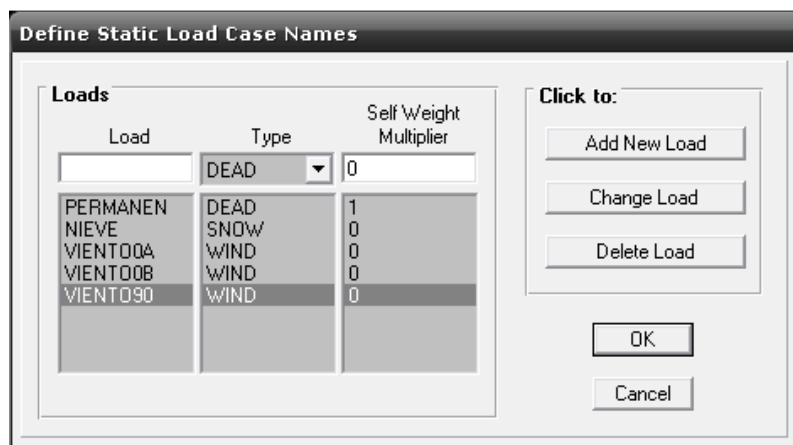 Define Static Load Case Names
Loads
Load Type Self Weight Multiplier
DEAD 0
PERMANEN DEAD 1
NIEVE SNOW 0
VIENTO0A WIND 0
VIENTO0B WIND 0
VIENTO90 WIND 0
Click to:
Add New Load
Change Load
Delete Load
OK
Cancel